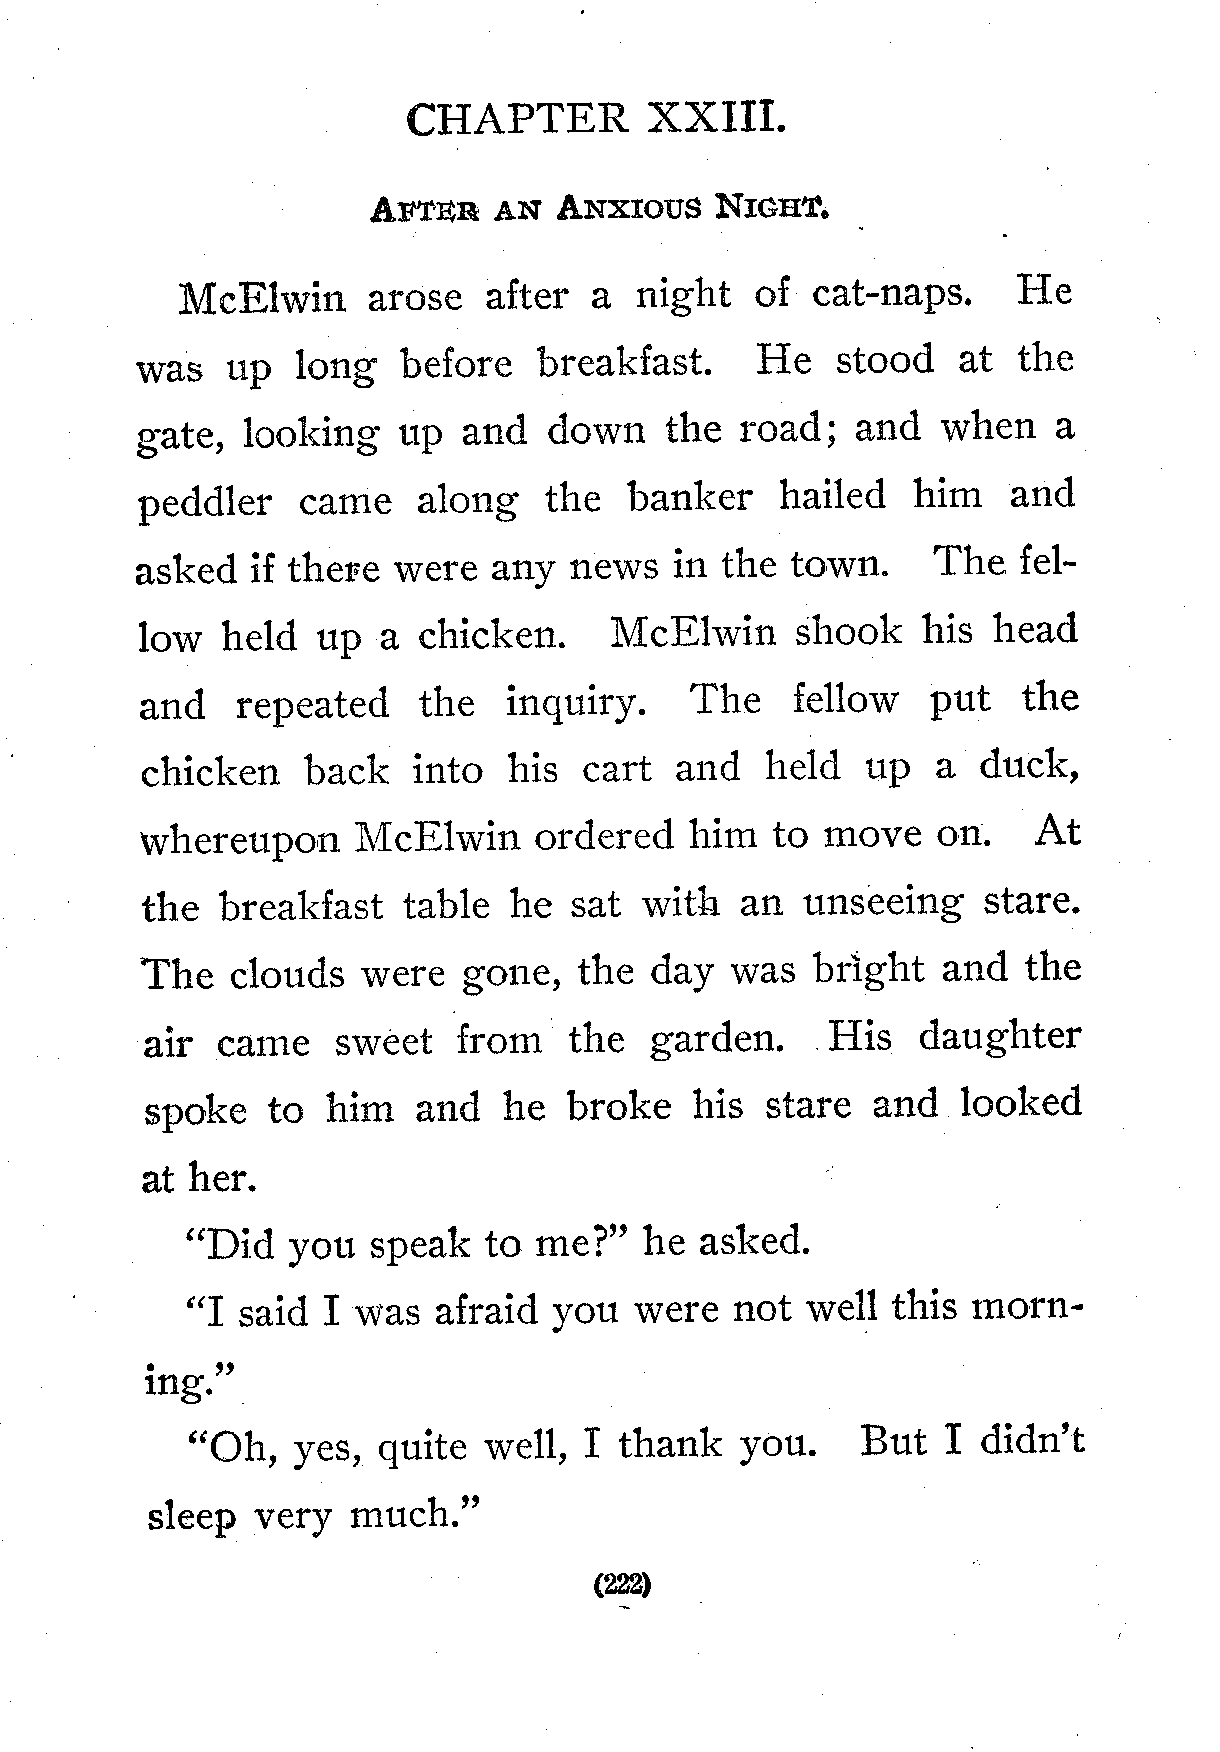 CHAPTER XXIII.
After an Anxious Night.
McElwin arose after a night of cat-naps. He
was up long before breakfast. He stood at the
gate, looking up and down the road; and when a
peddler came along the banker hailed him and
asked if there were any news in the town. The fel-
low held up a chicken. McElwin shook his head
and repeated the inquiry. The fellow put the
chicken back into his cart and held up a duck,
whereupon McElwin ordered him to move on. At
the breakfast table he sat with an unseeing stare.
The clouds were gone, the day was bright and the
air came sweet from the garden. His daughter
spoke to him and he broke his stare and looked
at her.
“Did you speak to me?” he asked.
“I said I was afraid you were not well this morn-
ing.”
“Oh, yes, quite well, I thank you. But I didn’t
sleep very much.”
(222)